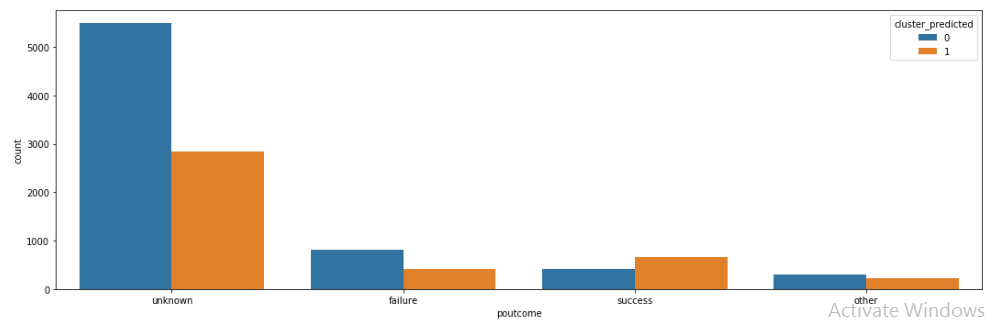 cluster_predicted
0
1
5000
4000
3000
2000
1000
0
count
unknown failure success other
poutcome
Activate Windows